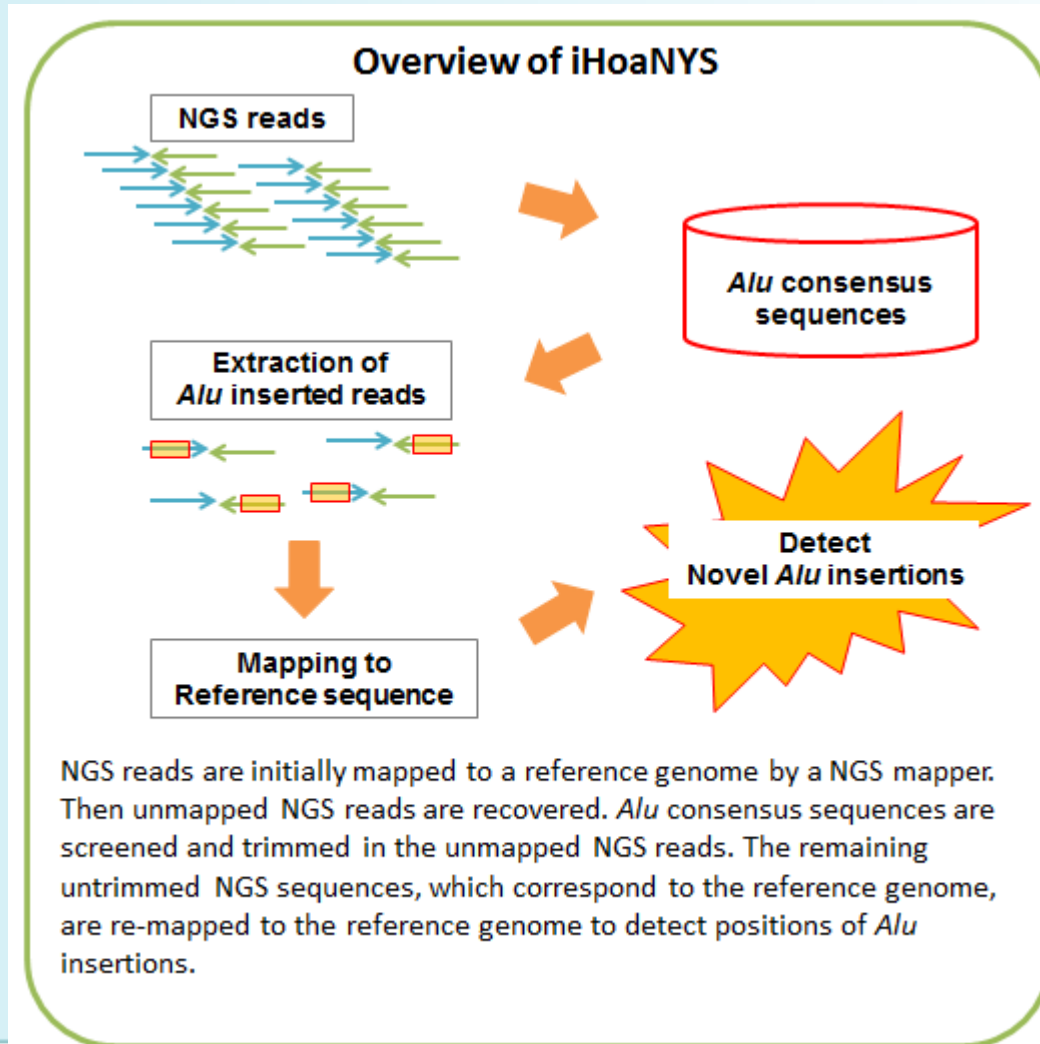 Overview of iHoaNYS
NGS reads
Alu consensus
sequences
Extraction of
Alu inserted reads
Detect
Novel Alu insertions
Mapping to
Reference sequence
NGS reads are initially mapped to a reference genome by a NGS mapper.
Then unmapped NGS reads are recovered. Alu consensus sequences are
screened and trimmed in the unmapped NGS reads. The remaining
untrimmed NGS sequences, which correspond to the reference genome,
are re-mapped to the reference genome to detect positions of Alu
insertions.